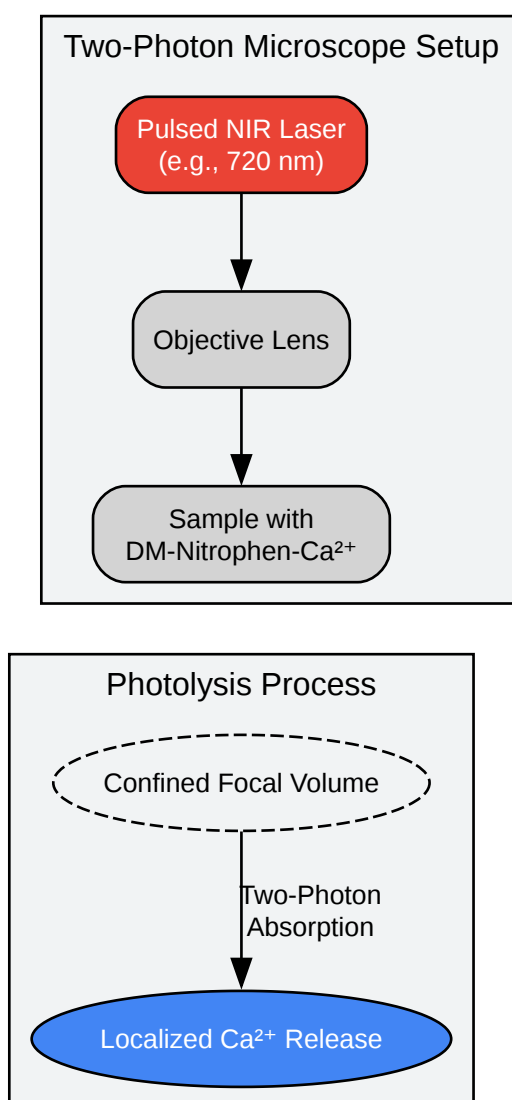 Two-Photon Microscope Setup
Pulsed NIR Laser
(e.g., 720 nm)
Objective Lens
Sample with
DM-Nitrophen-Ca²⁺
Photolysis Process
Confined Focal Volume
Two-Photon
Absorption
Localized Ca²⁺ Release